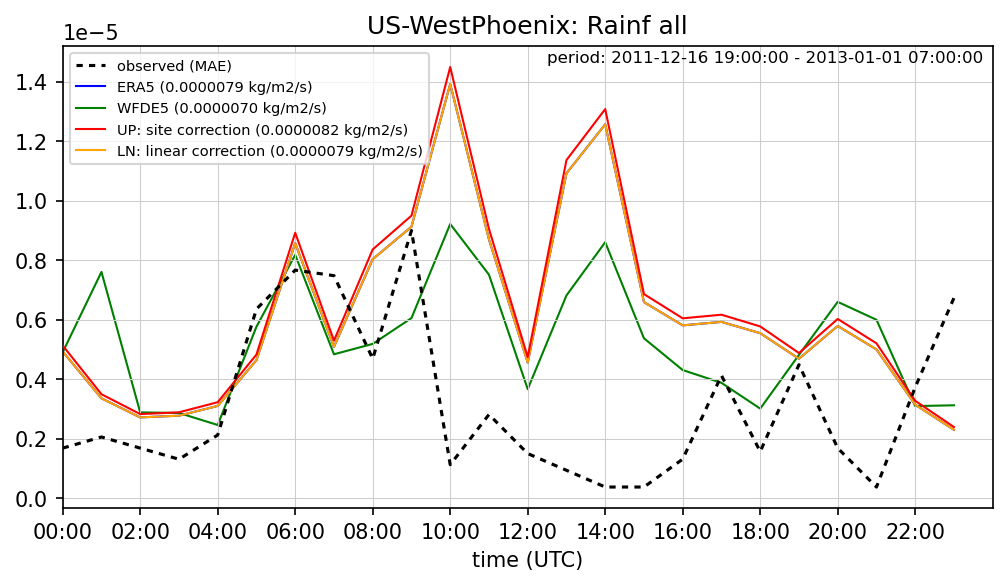 US-WestPhoenix: Rainf all
1e−5
period: 2011-12-16 19:00:00 - 2013-01-01 07:00:00
observed (MAE)
ERA5 (0.0000079 kg/m2/s)
WFDE5 (0.0000070 kg/m2/s)
UP: site correction (0.0000082 kg/m2/s)
LN: linear correction (0.0000079 kg/m2/s)
1.4
1.2
1.0
0.8
0.6
0.4
0.2
0.0
00:00 02:00 04:00 06:00 08:00 10:00 12:00 14:00 16:00 18:00 20:00 22:00
time (UTC)